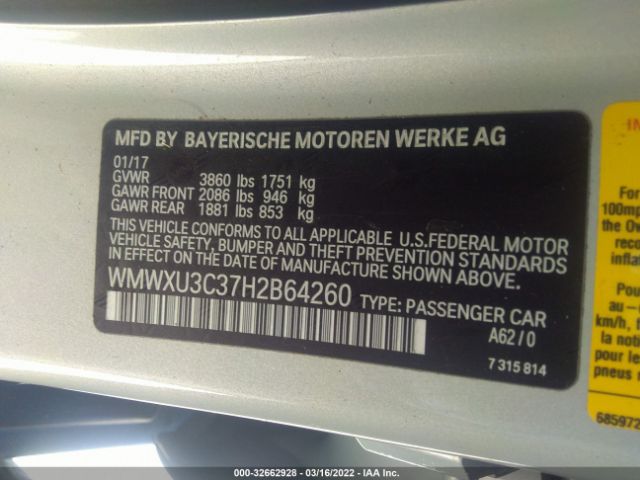 MFD BY BAYERISCHE MOTOREN WERKE AG
01/17
GVWR 3860 lbs 1751 kg
GAWR FRONT 2086 lbs 946 kg
GAWR REAR 1881 lbs 853 kg
THIS VEHICLE CONFORMS TO ALL APPLICABLE U.S.FEDERAL MOTOR
VEHICLE SAFETY, BUMPER AND THEFT PREVENTION STANDARDS
IN EFFECT ON THE DATE OF MANUFACTURE SHOWN ABOVE.
WMWXU3C37H2B64260 TYPE: PASSENGER CAR
A62/0
7 315 814
For
100mp
the Ow
reco
infla
Pou
au-
km/h,
la noti
pour le
pneus
685972
000-32662928 - 03/16/2022 - IAA Inc.